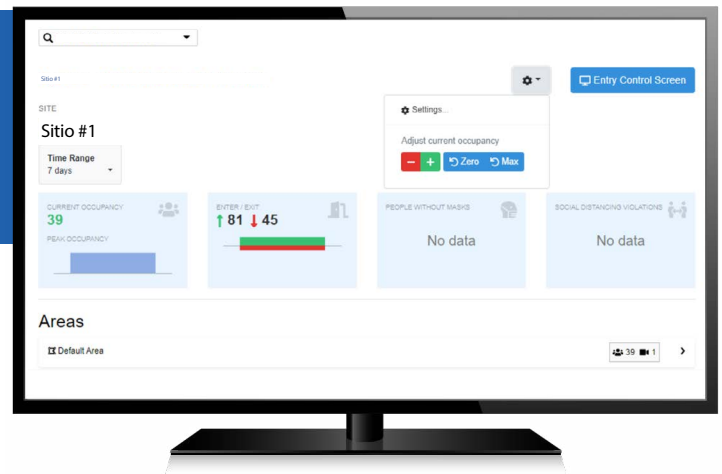 Sitio #1
Entry Control Screen
SITE
Sitio #1
Settings...
Adjust current occupancy
− + Zero Max
Time Range
7 days
CURRENT OCCUPANCY
39
PEAK OCCUPANCY
ENTER / EXIT
↑ 81 ↓ 45
PEOPLE WITHOUT MASKS
No data
SOCIAL DISTANCING VIOLATIONS
No data
Areas
Default Area
39 1